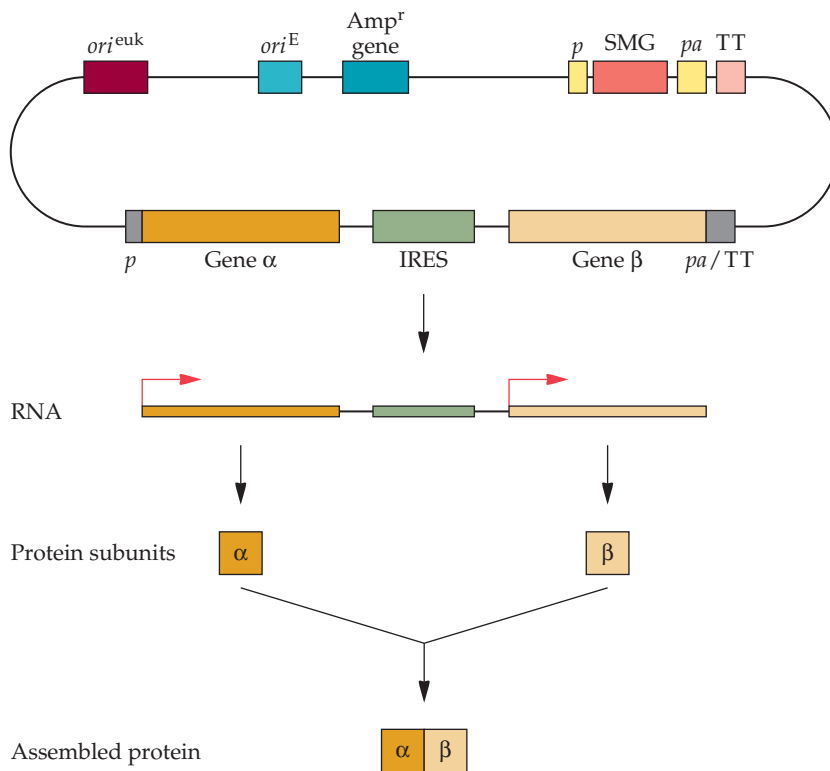 Amp^r
gene
ori^euk
ori^E
p
SMG
pa
TT
p
Gene α
IRES
Gene β
pa/TT
RNA
Protein subunits
α
β
Assembled protein
α
β